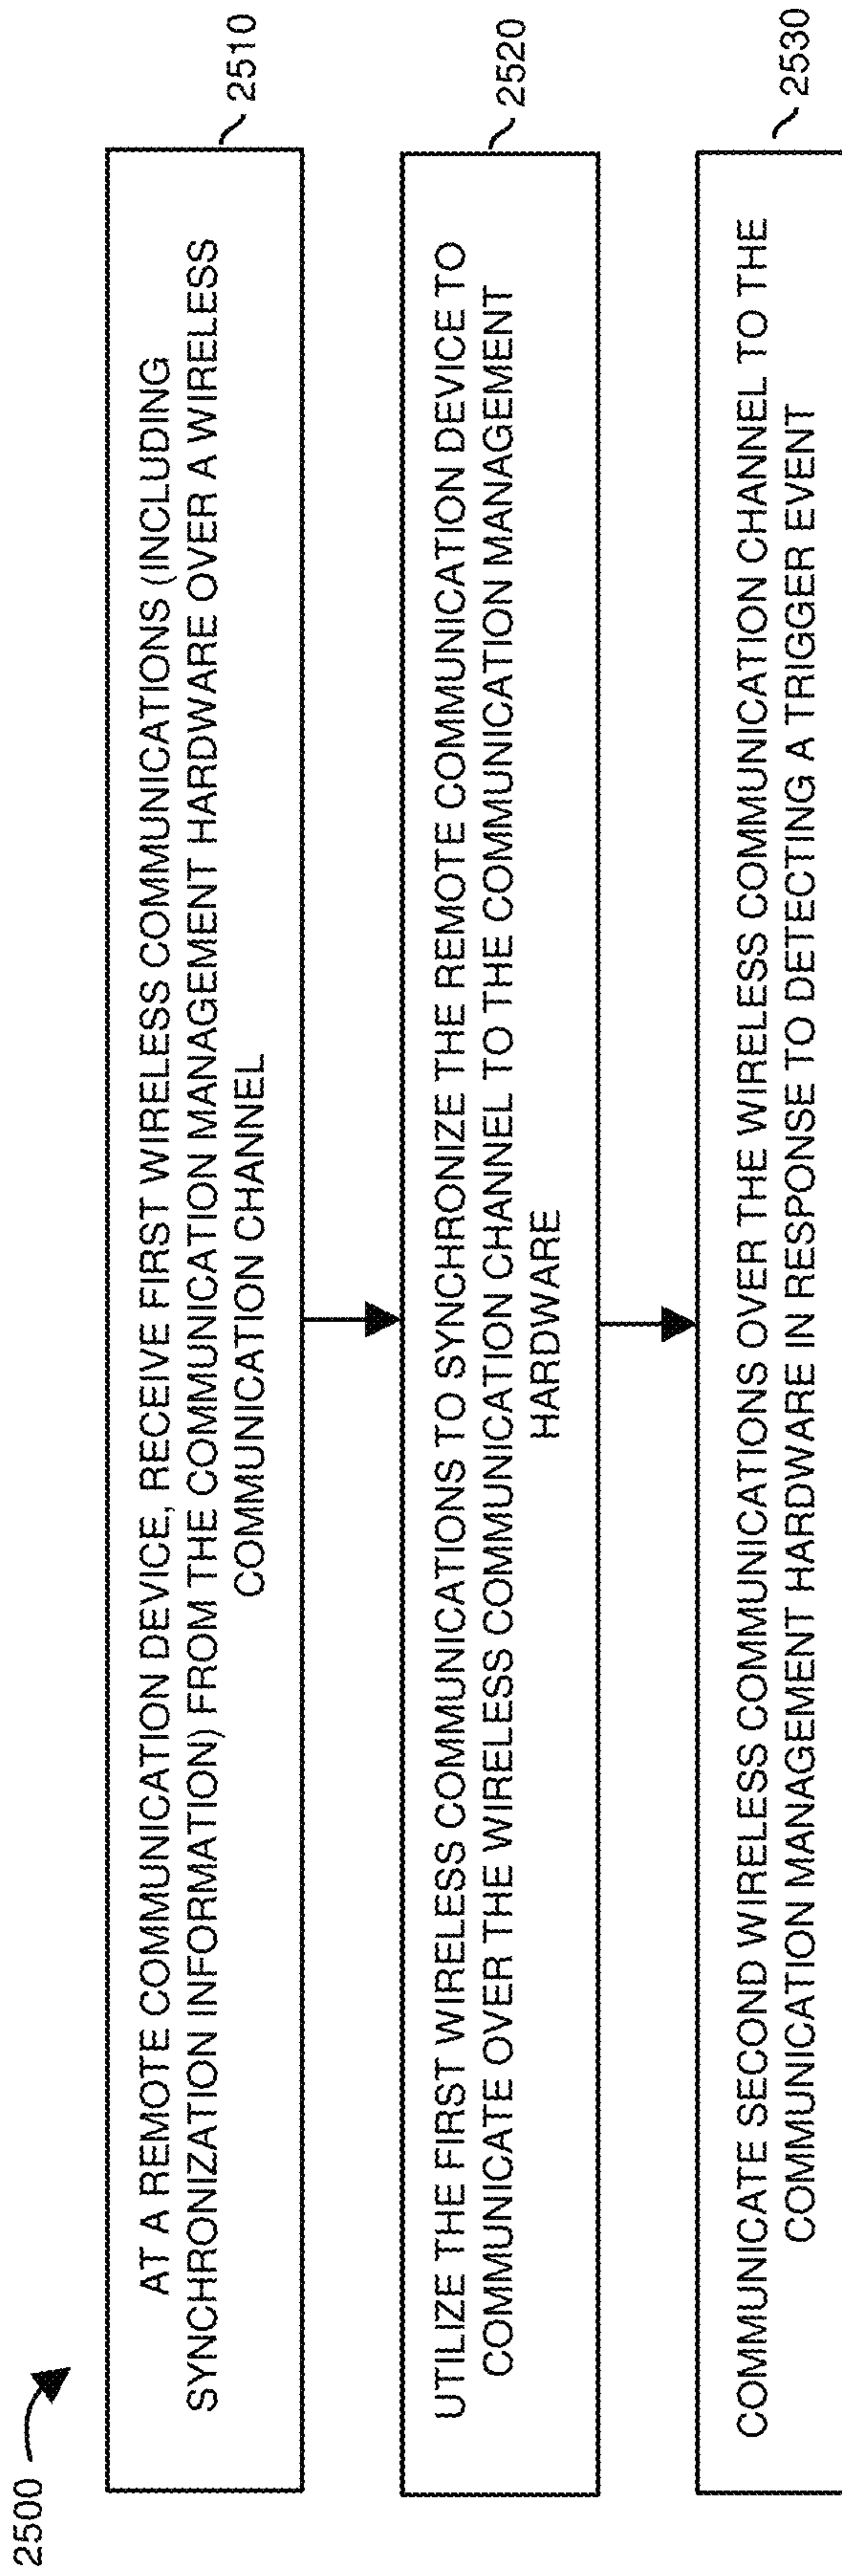 2500
AT A REMOTE COMMUNICATION DEVICE, RECEIVE FIRST WIRELESS COMMUNICATIONS (INCLUDING
SYNCHRONIZATION INFORMATION) FROM THE COMMUNICATION MANAGEMENT HARDWARE OVER A WIRELESS
COMMUNICATION CHANNEL
2510
UTILIZE THE FIRST WIRELESS COMMUNICATIONS TO SYNCHRONIZE THE REMOTE COMMUNICATION DEVICE TO
COMMUNICATE OVER THE WIRELESS COMMUNICATION CHANNEL TO THE COMMUNICATION MANAGEMENT
HARDWARE
2520
COMMUNICATE SECOND WIRELESS COMMUNICATIONS OVER THE WIRELESS COMMUNICATION CHANNEL TO THE
COMMUNICATION MANAGEMENT HARDWARE IN RESPONSE TO DETECTING A TRIGGER EVENT
2530